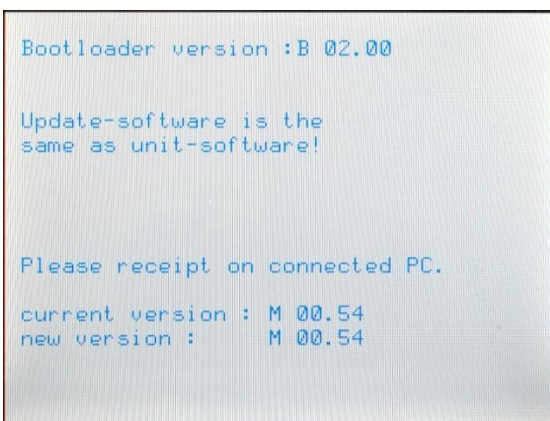 Bootloader version :B 02.00
Update-software is the
same as unit-software!
Please receipt on connected PC.
current version : M 00.54
new version : M 00.54